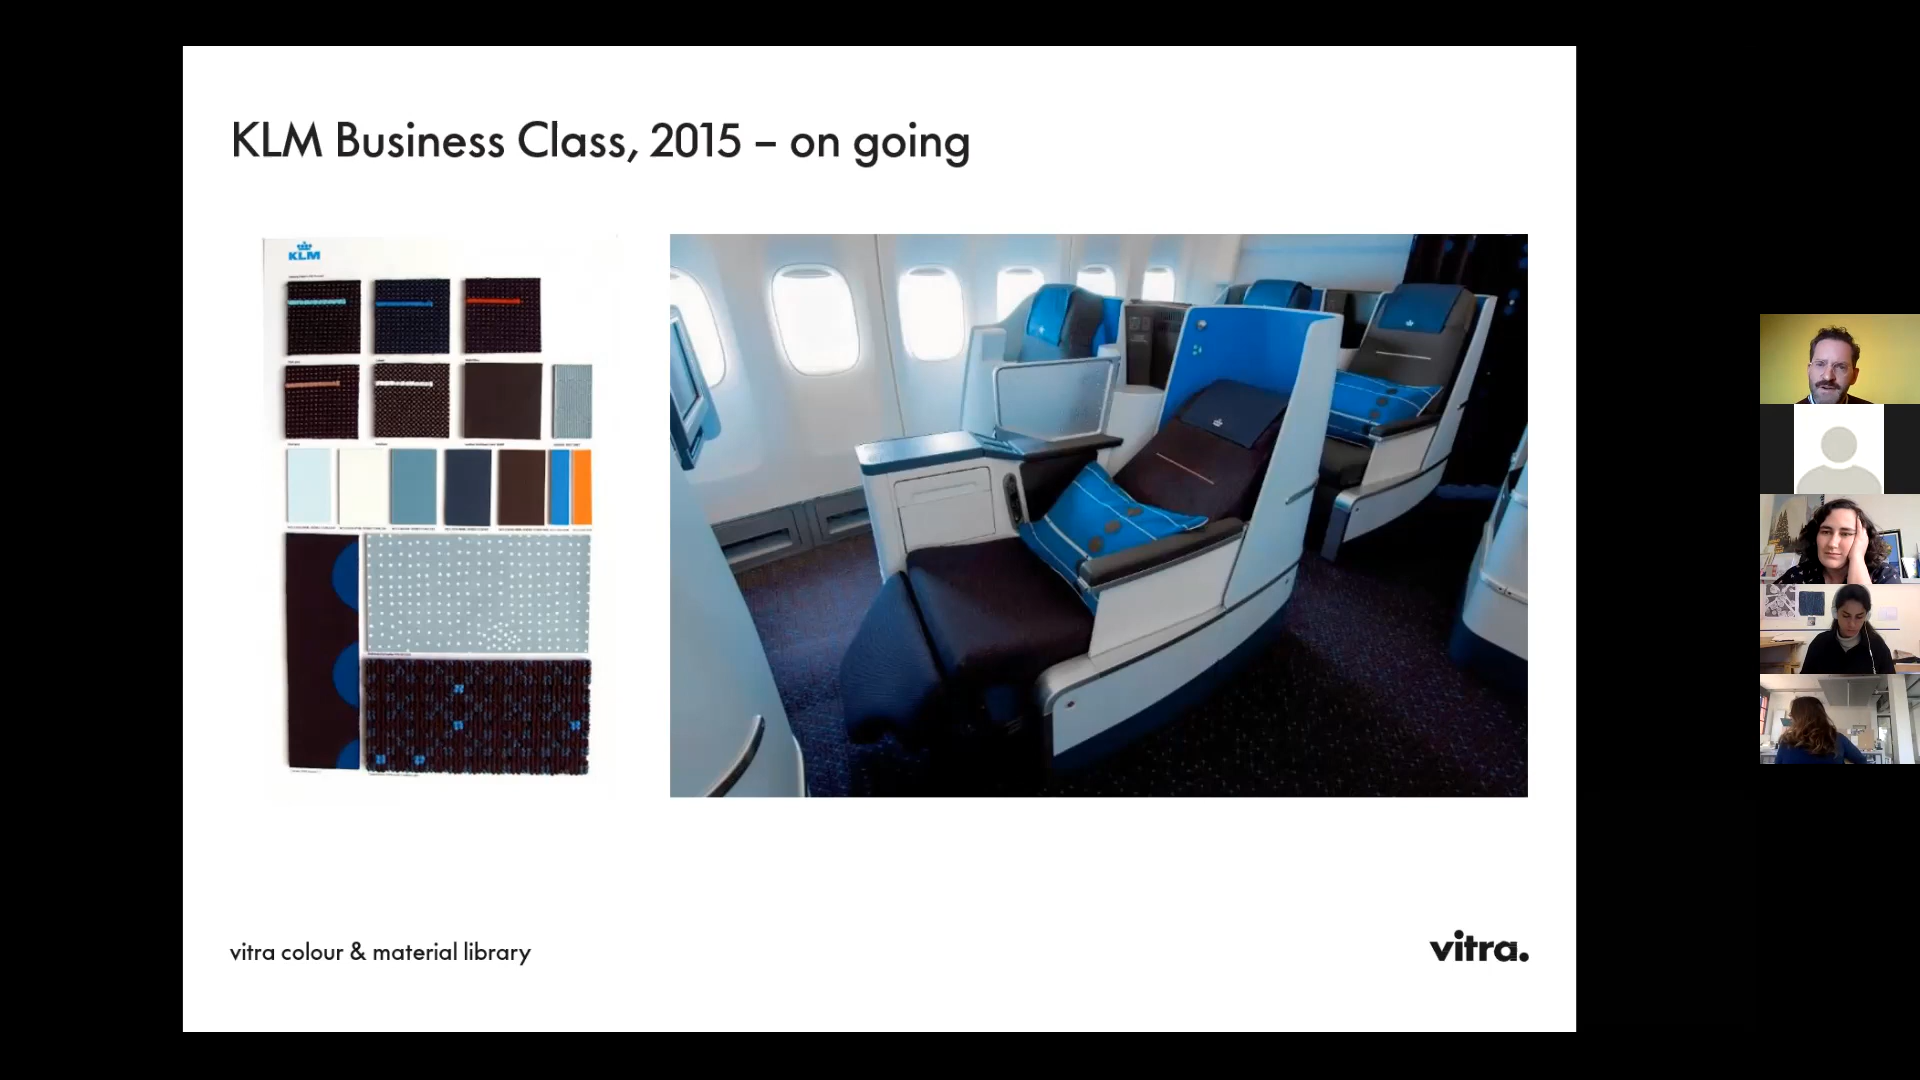 KLM Business Class, 2015 – on going
KLM
vitra colour & material library
vitra.